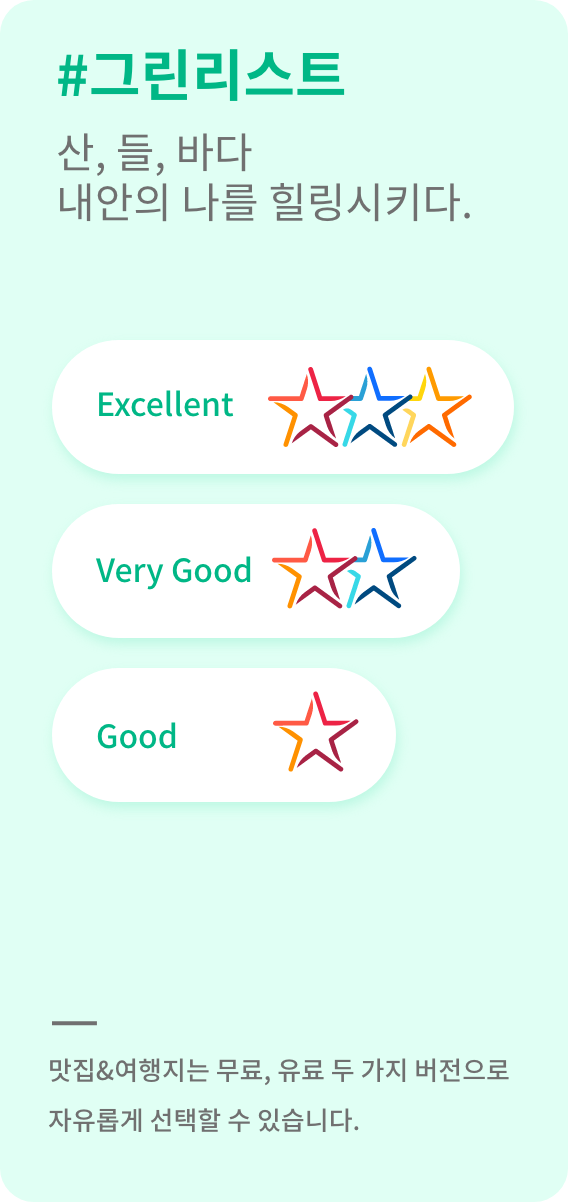 #그린리스트
산, 들, 바다
내안의 나를 힐링시키다.
Excellent
Very Good
Good
맛집&여행지는 무료, 유료 두 가지 버전으로
자유롭게 선택할 수 있습니다.